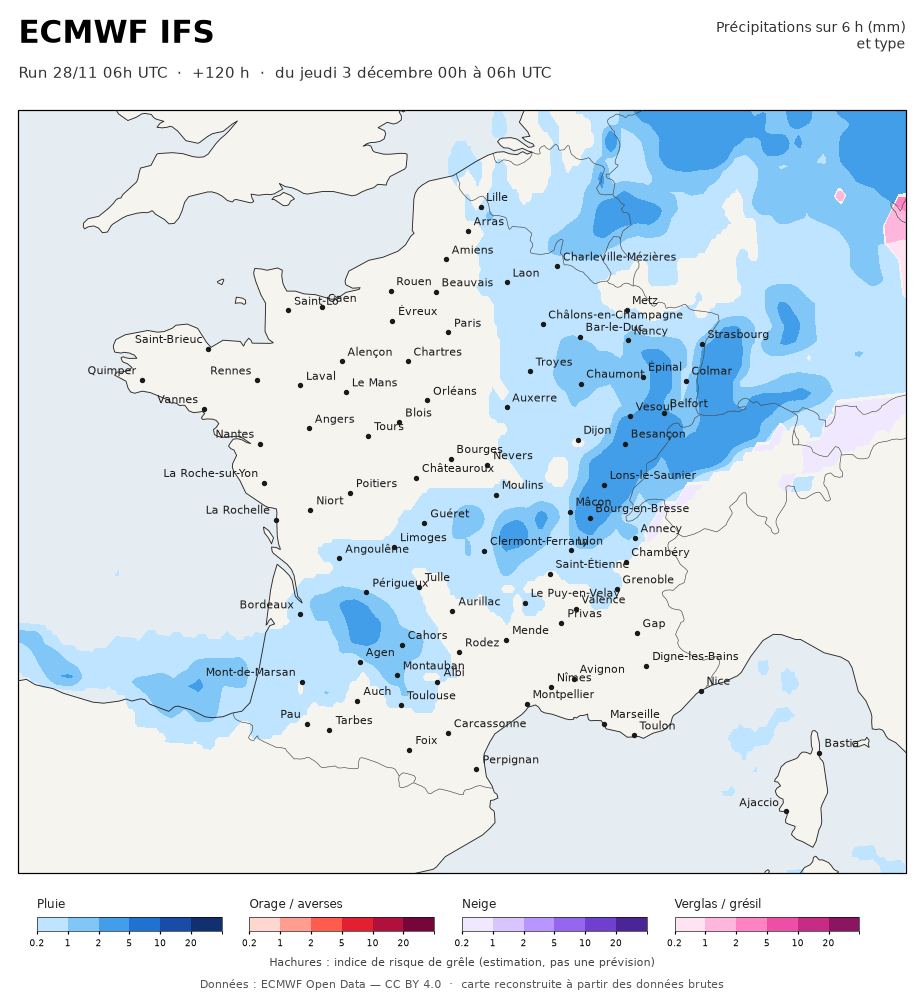 ECMWF IFS
Précipitations sur 6 h (mm)
et type
Run 28/11 06h UTC · +120 h · du jeudi 3 décembre 00h à 06h UTC
Lille
Arras
Amiens
Charleville-Mézières
Laon
Rouen
Beauvais
Saint-Lô
Caen
Metz
Évreux
Châlons-en-Champagne
Paris
Bar-le-Duc
Nancy
Strasbourg
Saint-Brieuc
Alençon
Chartres
Troyes
Épinal
Quimper
Rennes
Laval
Le Mans
Chaumont
Colmar
Vannes
Orléans
Auxerre
Belfort
Angers
Blois
Vesoul
Tours
Nantes
Dijon
Besançon
Bourges
Nevers
La Roche-sur-Yon
Châteauroux
Lons-le-Saunier
Poitiers
Moulins
Niort
Mâcon
La Rochelle
Guéret
Bourg-en-Bresse
Annecy
Limoges
Clermont-Ferrand
Lyon
Angoulême
Chambéry
Saint-Étienne
Périgueux
Tulle
Grenoble
Le Puy-en-Velay
Valence
Bordeaux
Aurillac
Privas
Gap
Cahors
Mende
Rodez
Agen
Digne-les-Bains
Mont-de-Marsan
Montauban
Albi
Avignon
Nîmes
Nice
Auch
Toulouse
Montpellier
Pau
Tarbes
Carcassonne
Marseille
Toulon
Foix
Bastia
Perpignan
Ajaccio
Pluie
Orage / averses
Neige
Verglas / grésil
0.2 1 2 5 10 20
0.2 1 2 5 10 20
0.2 1 2 5 10 20
0.2 1 2 5 10 20
Hachures : indice de risque de grêle (estimation, pas une prévision)
Données : ECMWF Open Data — CC BY 4.0 · carte reconstruite à partir des données brutes